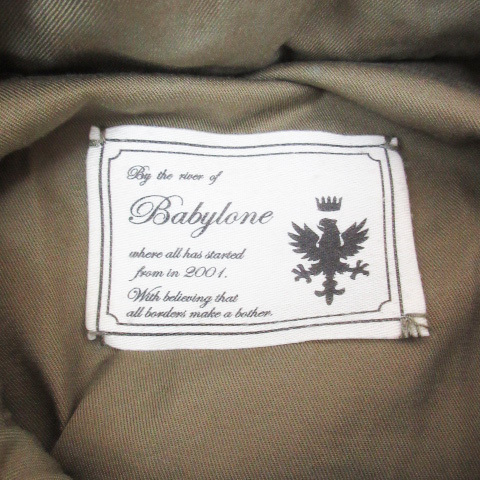 By the river of
Babylone
where all has started
from in 2001.
With believing that
all borders make a bother.